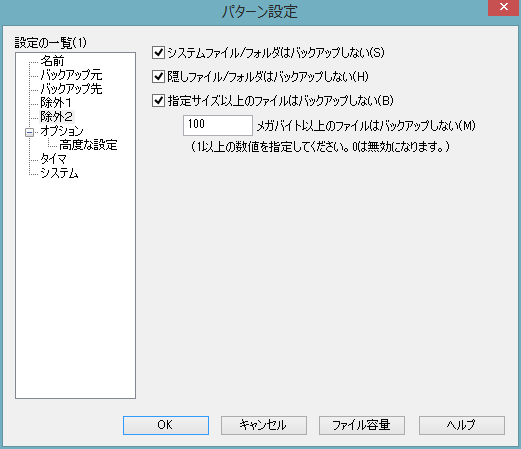 パターン設定
設定の一覧(1)
名前
バックアップ元
バックアップ先
除外1
除外2
オプション
高度な設定
タイマ
システム
システムファイル/フォルダはバックアップしない(S)
隠しファイル/フォルダはバックアップしない(H)
指定サイズ以上のファイルはバックアップしない(B)
100 メガバイト以上のファイルはバックアップしない(M)
(1以上の数値を指定してください。0は無効になります。)
OK
キャンセル
ファイル容量
ヘルプ